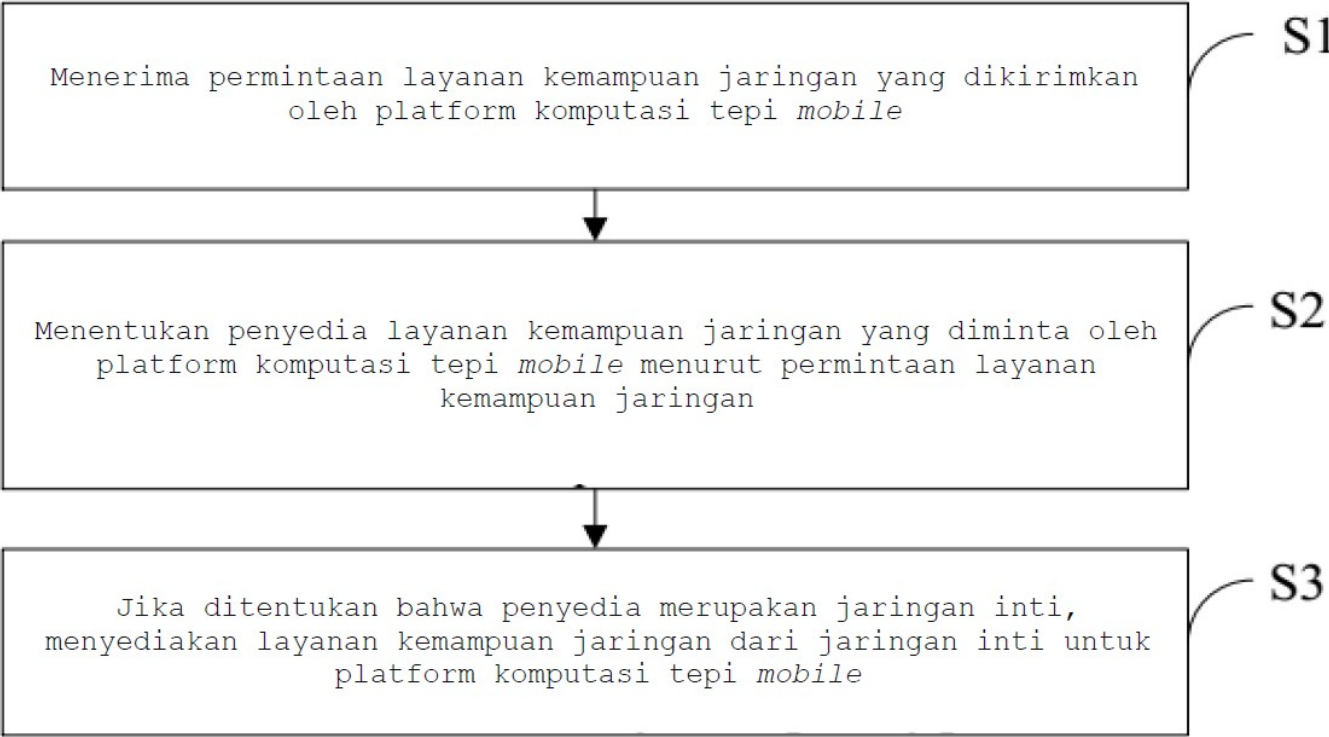 S1
Menerima permintaan layanan kemampuan jaringan yang dikirimkan
oleh platform komputasi tepi mobile
S2
Menentukan penyedia layanan kemampuan jaringan yang diminta oleh
platform komputasi tepi mobile menurut permintaan layanan
kemampuan jaringan
S3
Jika ditentukan bahwa penyedia merupakan jaringan inti,
menyediakan layanan kemampuan jaringan dari jaringan inti untuk
platform komputasi tepi mobile